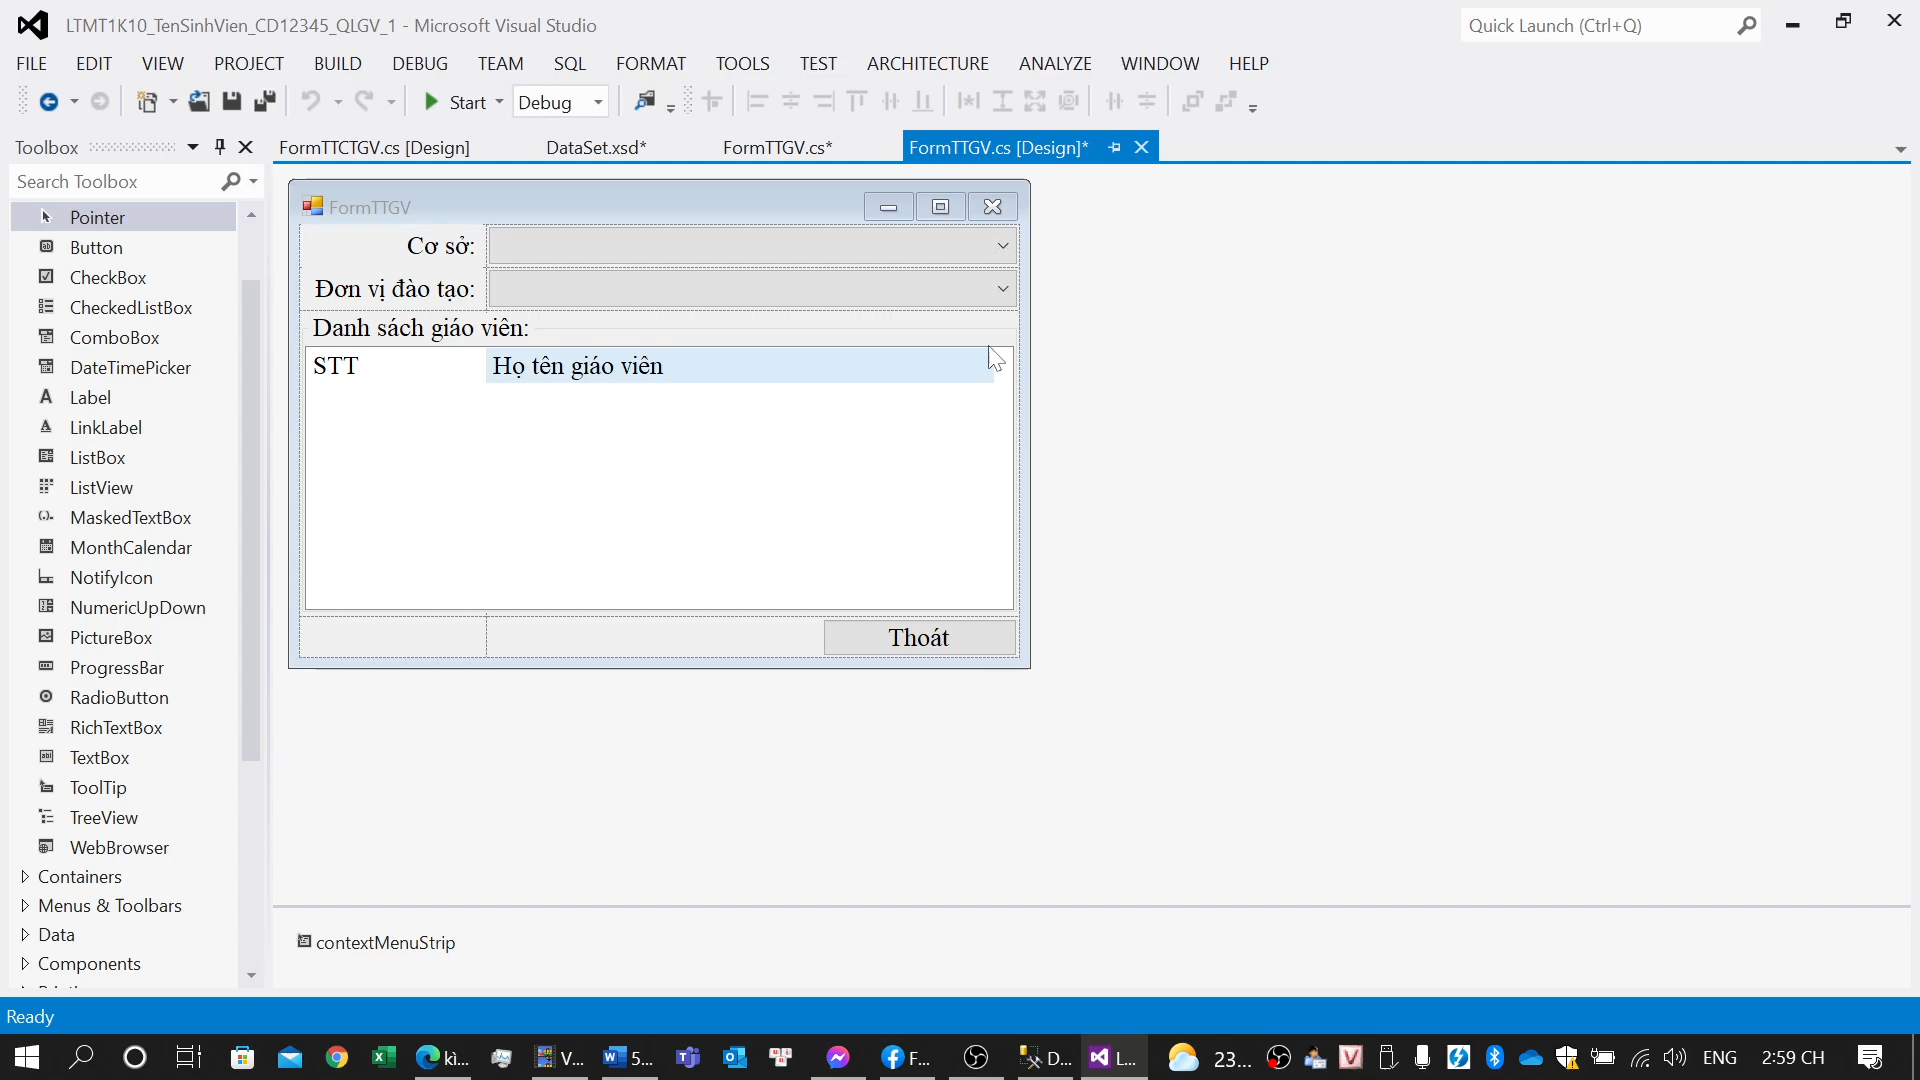 LTMT1K10_TenSinhVien_CD12345_QLGV_1 - Microsoft Visual Studio
Quick Launch (Ctrl+Q)
FILE EDIT VIEW PROJECT BUILD DEBUG TEAM SQL FORMAT TOOLS TEST ARCHITECTURE ANALYZE WINDOW HELP
Start Debug
Toolbox
FormTTCTGV.cs [Design] DataSet.xsd* FormTTGV.cs* FormTTGV.cs [Design]*
Search Toolbox
Pointer
Button
CheckBox
CheckedListBox
ComboBox
DateTimePicker
Label
LinkLabel
ListBox
ListView
MaskedTextBox
MonthCalendar
NotifyIcon
NumericUpDown
PictureBox
ProgressBar
RadioButton
RichTextBox
TextBox
ToolTip
TreeView
WebBrowser
Containers
Menus & Toolbars
Data
Components
FormTTGV
Cơ sở:
Đơn vị đào tạo:
Danh sách giáo viên:
STT Họ tên giáo viên
Thoát
contextMenuStrip
Ready
kì... V... 5... F... D... L... 23... ENG 2:59 CH